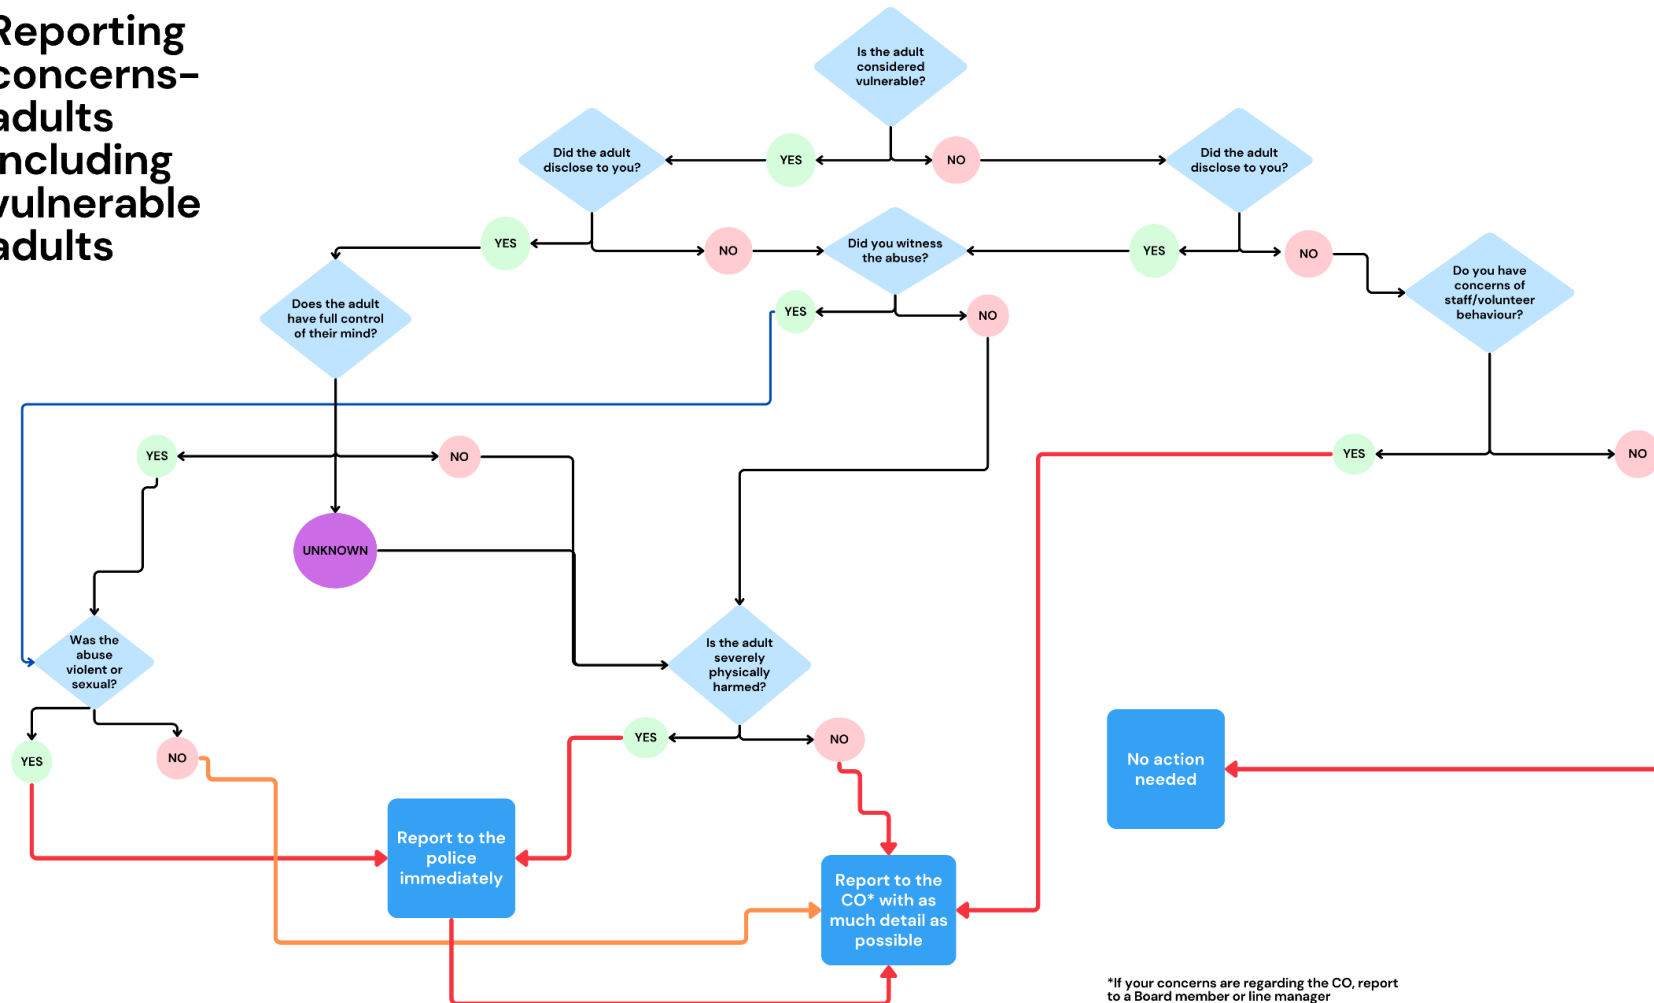 Reporting
concerns-
adults
including
vulnerable
adults
Is the adult
considered
vulnerable?
Did the adult
disclose to you?
YES
NO
Did the adult
disclose to you?
YES
NO
Did you witness
the abuse?
YES
NO
Do you have
concerns of
staff/volunteer
behaviour?
Does the adult
have full control
of their mind?
YES
NO
YES
NO
YES
NO
UNKNOWN
Was the
abuse
violent or
sexual?
Is the adult
severely
physically
harmed?
YES
NO
YES
NO
No action
needed
Report to the
police
immediately
Report to the
CO* with as
much detail as
possible
*If your concerns are regarding the CO, report
to a Board member or line manager